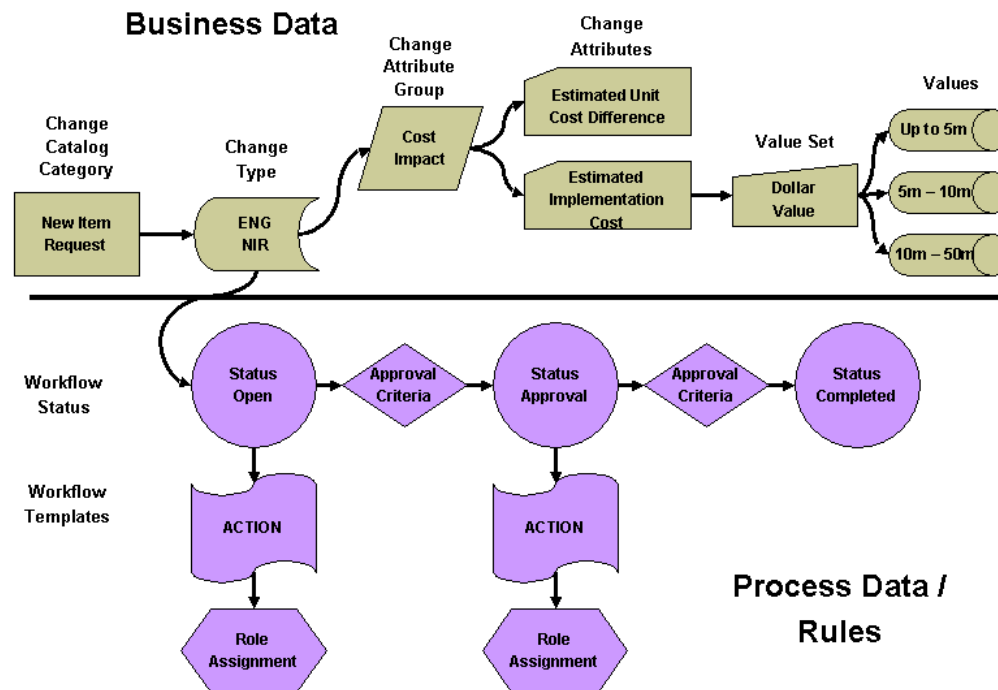 Business Data
Change
Catalog
Category
New Item
Request
Change
Type
ENG
NIR
Change
Attribute
Group
Cost
Impact
Change
Attributes
Estimated Unit
Cost Difference
Estimated
Implementation
Cost
Value Set
Dollar
Value
Values
Up to 5m
5m – 10m
10m – 50m
Workflow
Status
Status
Open
Approval
Criteria
Status
Approval
Approval
Criteria
Status
Completed
Workflow
Templates
ACTION
ACTION
Role
Assignment
Role
Assignment
Process Data /
Rules